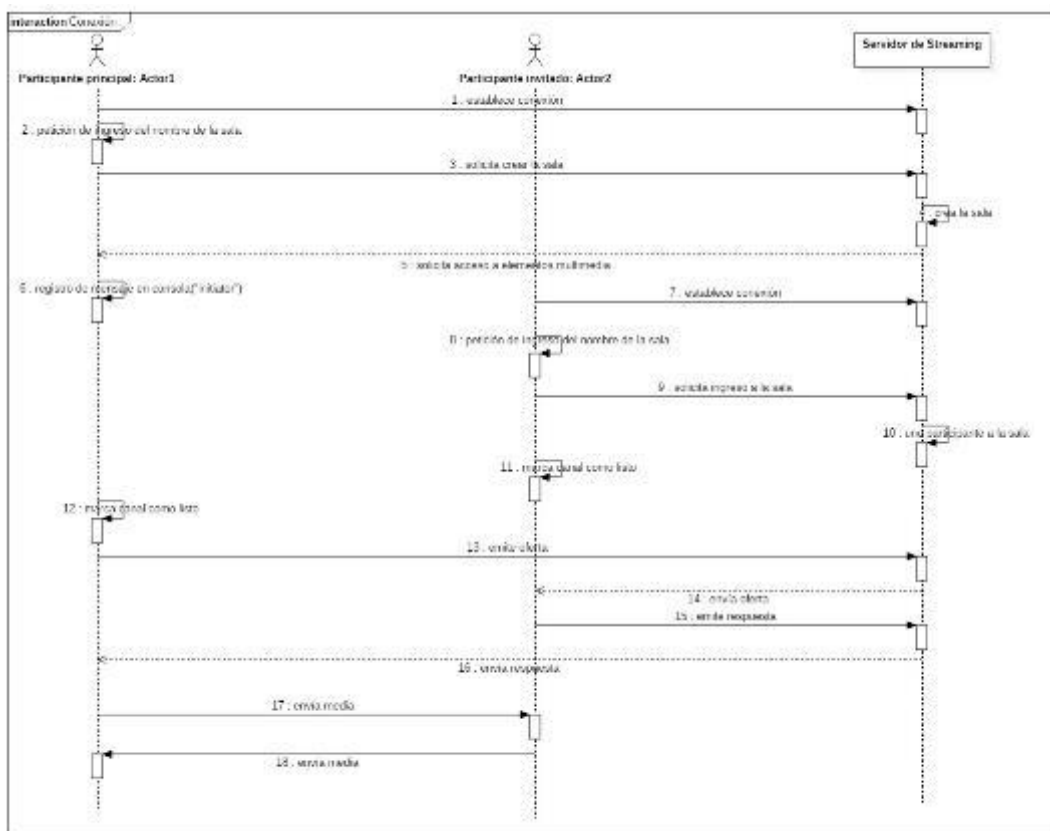 interaction Conexión
Servidor de Streaming
Participante principal: Actor1
Participante invitado: Actor2
1 : establece conexión
2 : petición de ingreso del nombre de la sala
3 : solicita crear la sala
4 : crea la sala
5 : solicita acceso a elementos multimedia
6 : registro de mensaje en consola("initiator")
7 : establece conexión
8 : petición de ingreso del nombre de la sala
9 : solicita ingreso a la sala
10 : une participante a la sala
11 : marca canal como listo
12 : marca canal como listo
13 : emite oferta
14 : envía oferta
15 : emite respuesta
16 : envía respuesta
17 : envía media
18 : envía media